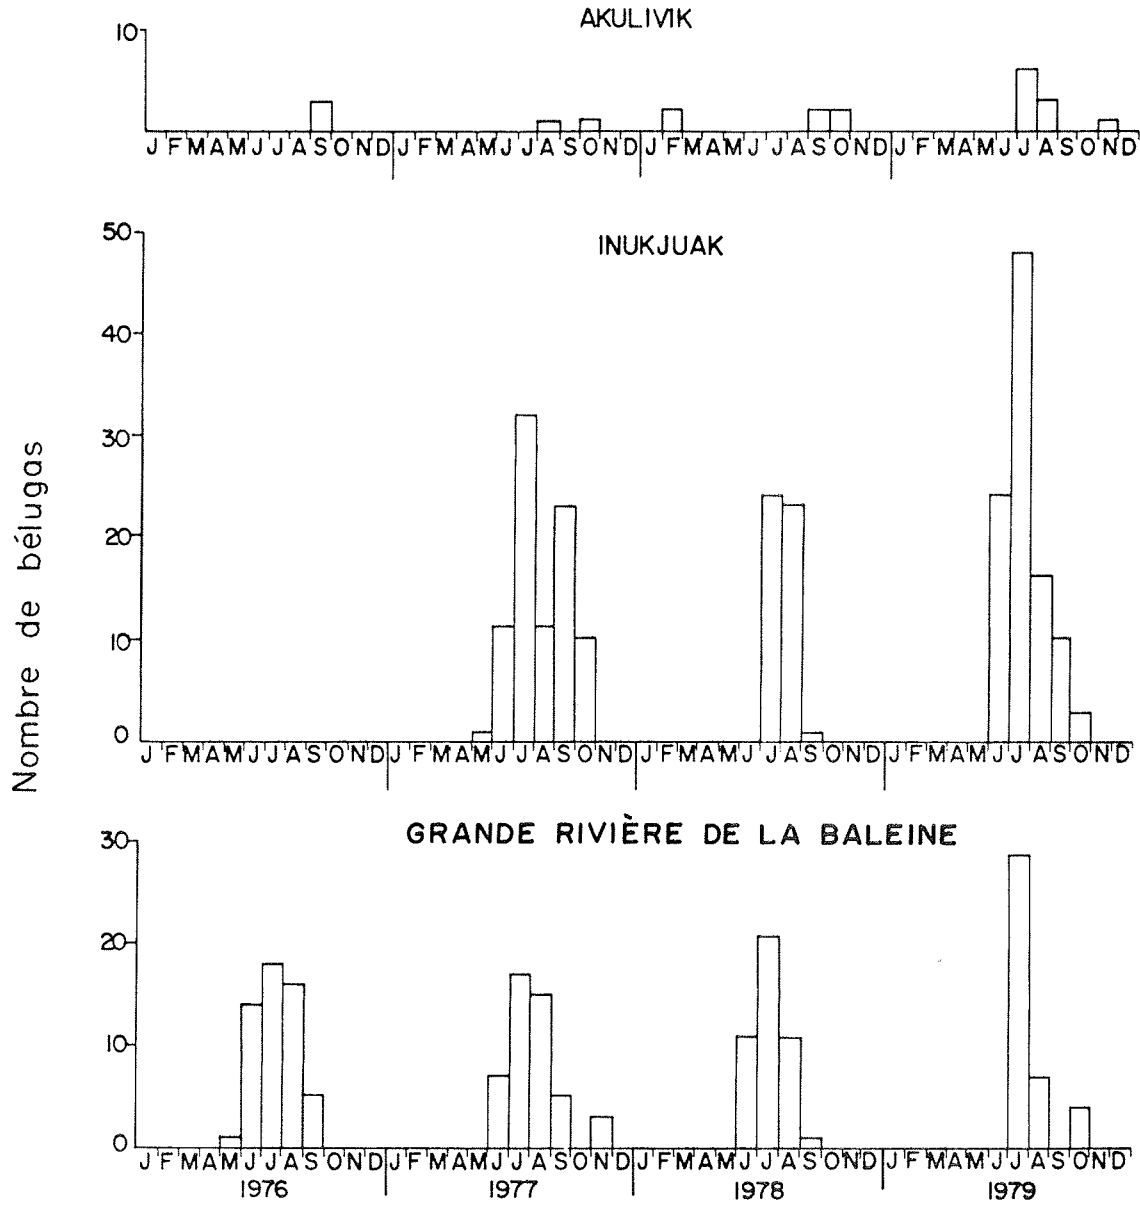 AKULIVIK
10
J F M A M J J A S O N D J F M A M J J A S O N D J F M A M J J A S O N D J F M A M J J A S O N D
INUKJUAK
50
40
30
20
10
0
J F M A M J J A S O N D J F M A M J J A S O N D J F M A M J J A S O N D J F M A M J J A S O N D
Nombre de bélugas
GRANDE RIVIÈRE DE LA BALEINE
30
20
10
0
J F M A M J J A S O N D J F M A M J J A S O N D J F M A M J J A S O N D J F M A M J J A S O N D
1976 1977 1978 1979